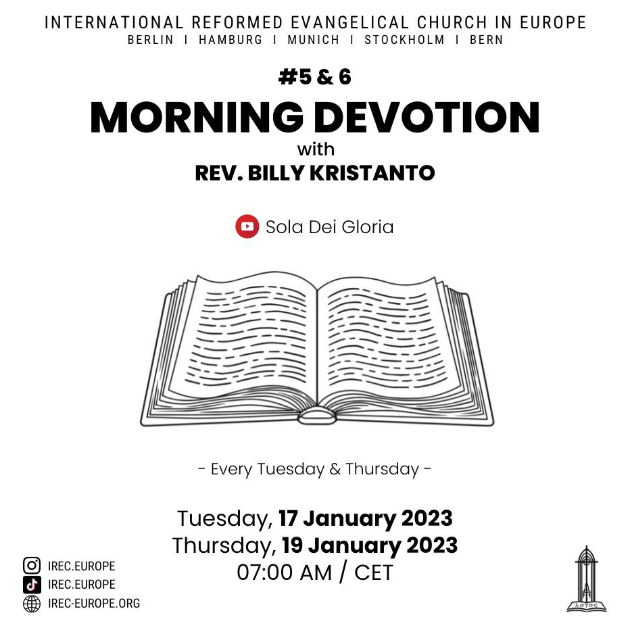 INTERNATIONAL REFORMED EVANGELICAL CHURCH IN EUROPE
BERLIN I HAMBURG I MUNICH I STOCKHOLM I BERN
#5 & 6
MORNING DEVOTION
with
REV. BILLY KRISTANTO
Sola Dei Gloria
- Every Tuesday & Thursday -
Tuesday, 17 January 2023
Thursday, 19 January 2023
07:00 AM / CET
IREC.EUROPE
IREC.EUROPE
IREC-EUROPE.ORG